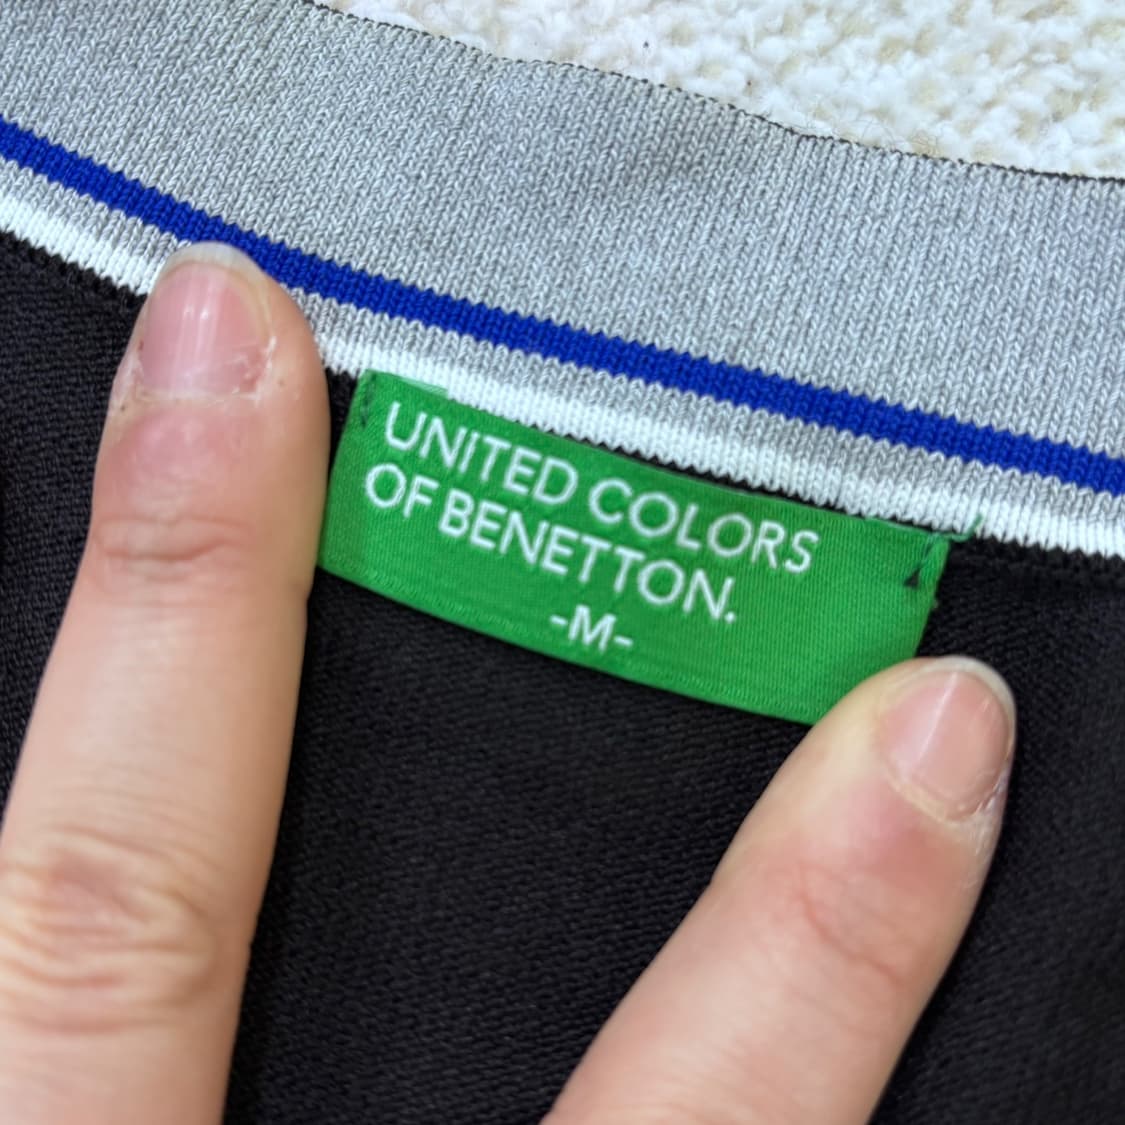 UNITED COLORS
OF BENETTON.
-M-